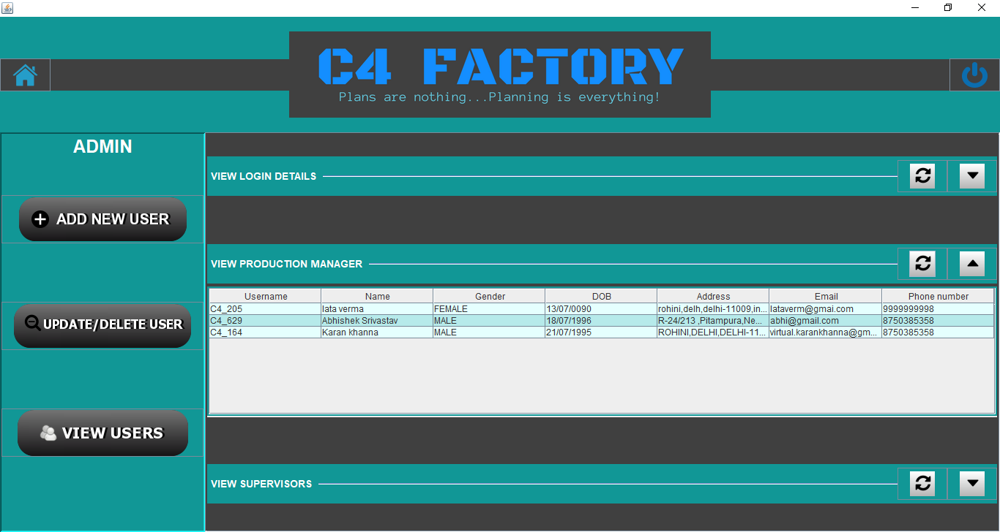 C4 FACTORY
Plans are nothing...Planning is everything!
ADMIN
ADD NEW USER
UPDATE/DELETE USER
VIEW USERS
VIEW LOGIN DETAILS
VIEW PRODUCTION MANAGER
Username Name Gender DOB Address Email Phone number
C4_205 lata verma FEMALE 13/07/0090 rohini,delh,delhi-11009,in... lataverm@gmai.com 9999999998
C4_629 Abhishek Srivastav MALE 18/07/1996 R-24/213 ,Pitampura,Ne... abhi@gmail.com 8750385358
C4_164 Karan khanna MALE 21/07/1995 ROHINI,DELHI,DELHI-11... virtual.karankhanna@gm... 8750385358
VIEW SUPERVISORS